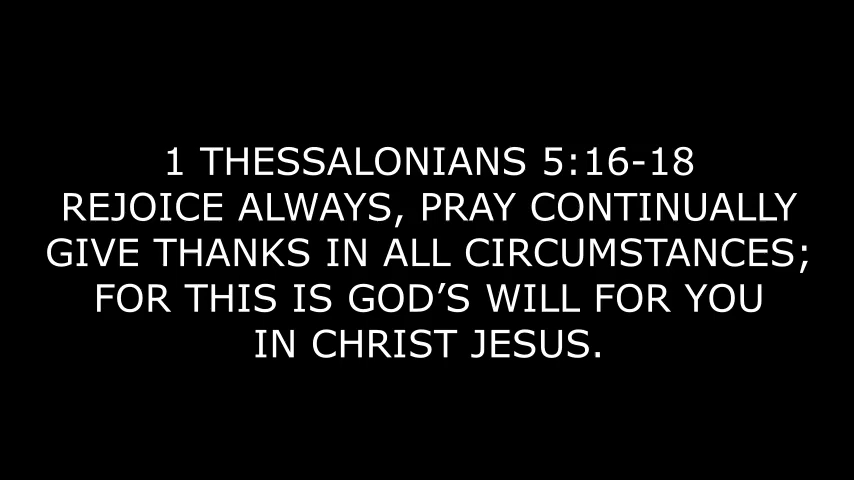 1 THESSALONIANS 5:16-18
REJOICE ALWAYS, PRAY CONTINUALLY
GIVE THANKS IN ALL CIRCUMSTANCES;
FOR THIS IS GOD’S WILL FOR YOU
IN CHRIST JESUS.